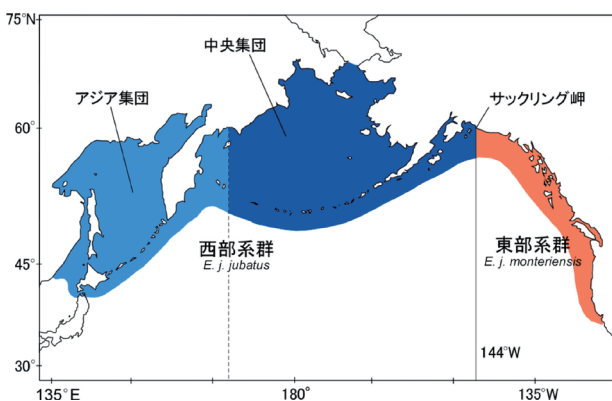 75°N
中央集団
アジア集団
サックリング岬
60°
西部系群
E. j. jubatus
東部系群
E. j. monteriensis
45°
144°W
30°
135°E
180°
135°W